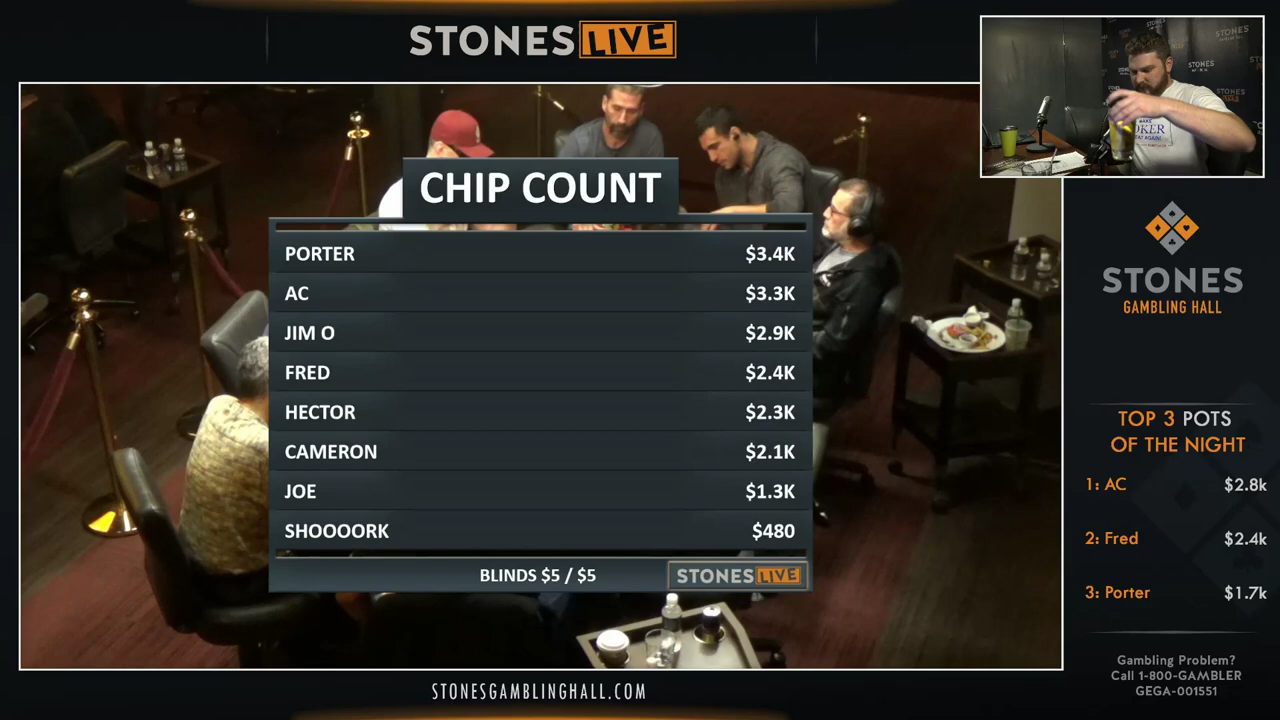 STONES LIVE
CHIP COUNT
PORTER $3.4K
AC $3.3K
JIM O $2.9K
FRED $2.4K
HECTOR $2.3K
CAMERON $2.1K
JOE $1.3K
SHOOOORK $480
BLINDS $5 / $5
STONES LIVE
STONESGAMBLINGHALL.COM
STONES
STONES
STONES
GAMBLING HALL
TOP 3 POTS
OF THE NIGHT
1: AC $2.8k
2: Fred $2.4k
3: Porter $1.7k
Gambling Problem?
Call 1-800-GAMBLER
GEGA-001551